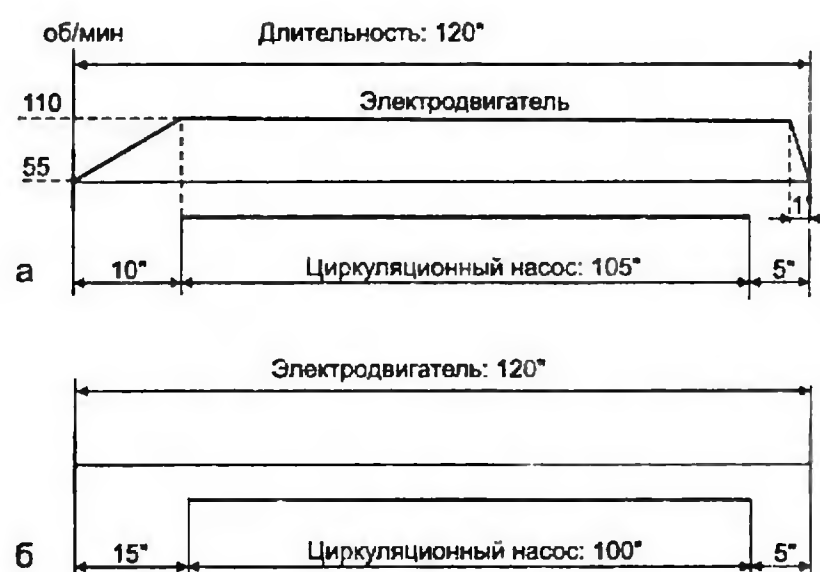 об/мин Длительность: 120"
110 Электродвигатель
55
1
а 10" Циркуляционный насос: 105" 5"
Электродвигатель: 120"
б 15" Циркуляционный насос: 100" 5"